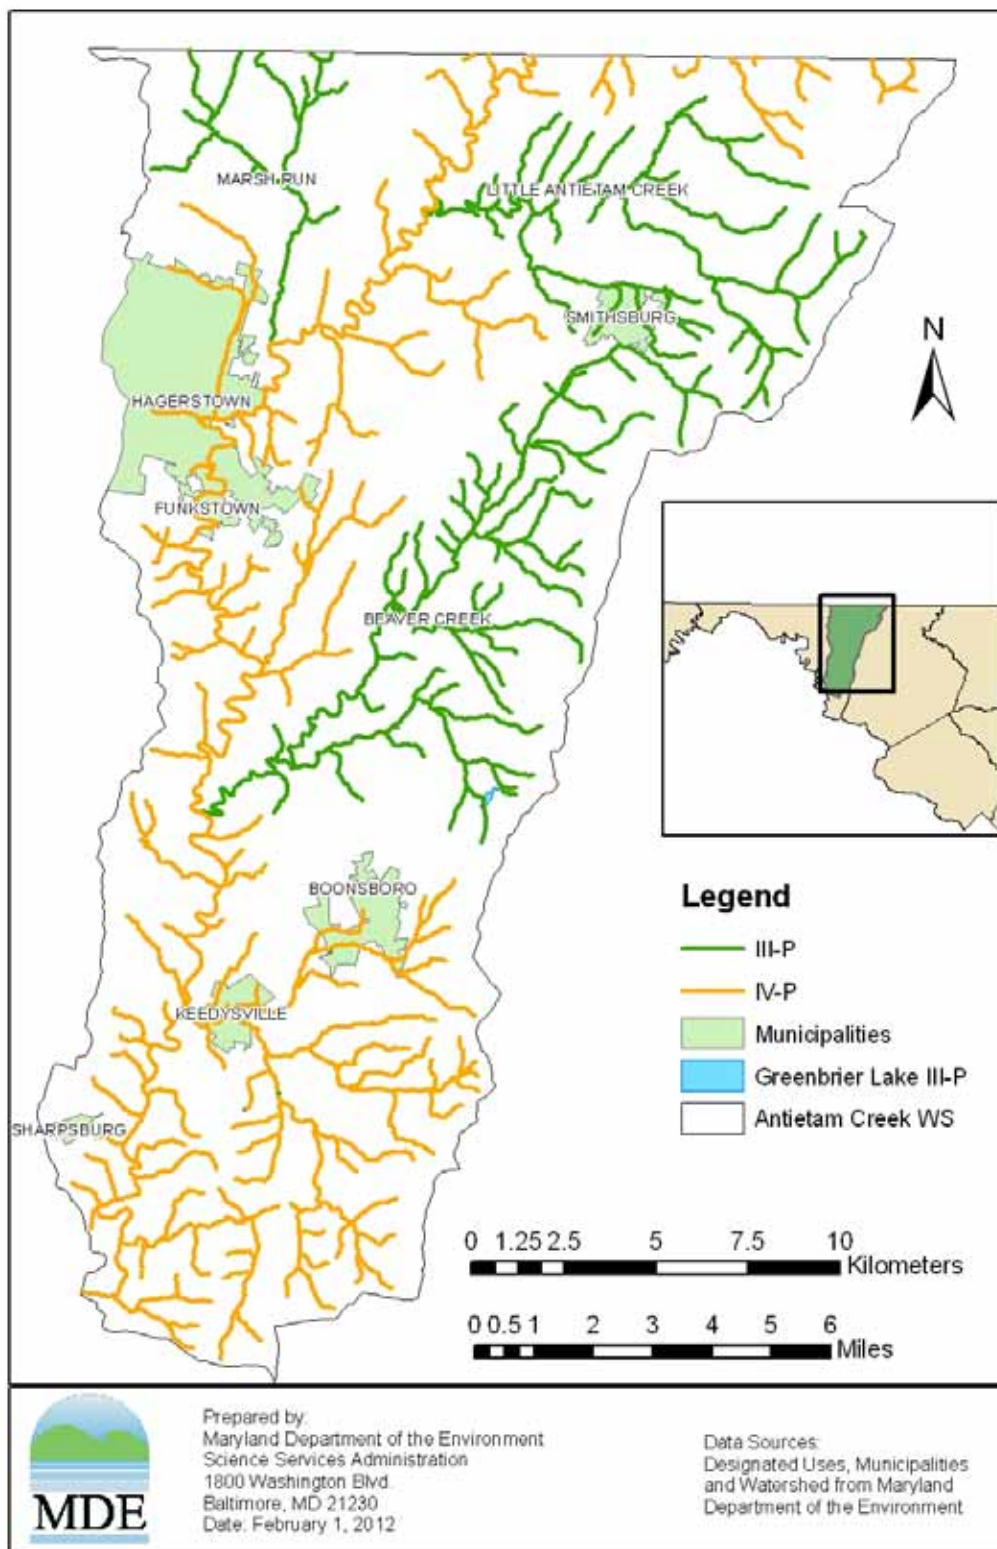 MARSH RUN
LITTLE ANTIETAM CREEK
SMITHSBURG
HAGERSTOWN
FUNKSTOWN
BEAVER CREEK
BOONSBORO
KEEDYSVILLE
SHARPSBURG
N
Legend
III-P
IV-P
Municipalities
Greenbrier Lake III-P
Antietam Creek WS
0 1.25 2.5 5 7.5 10
Kilometers
0 0.5 1 2 3 4 5 6
Miles
MDE
Prepared by:
Maryland Department of the Environment
Science Services Administration
1800 Washington Blvd.
Baltimore, MD 21230
Date: February 1, 2012
Data Sources:
Designated Uses, Municipalities
and Watershed from Maryland
Department of the Environment